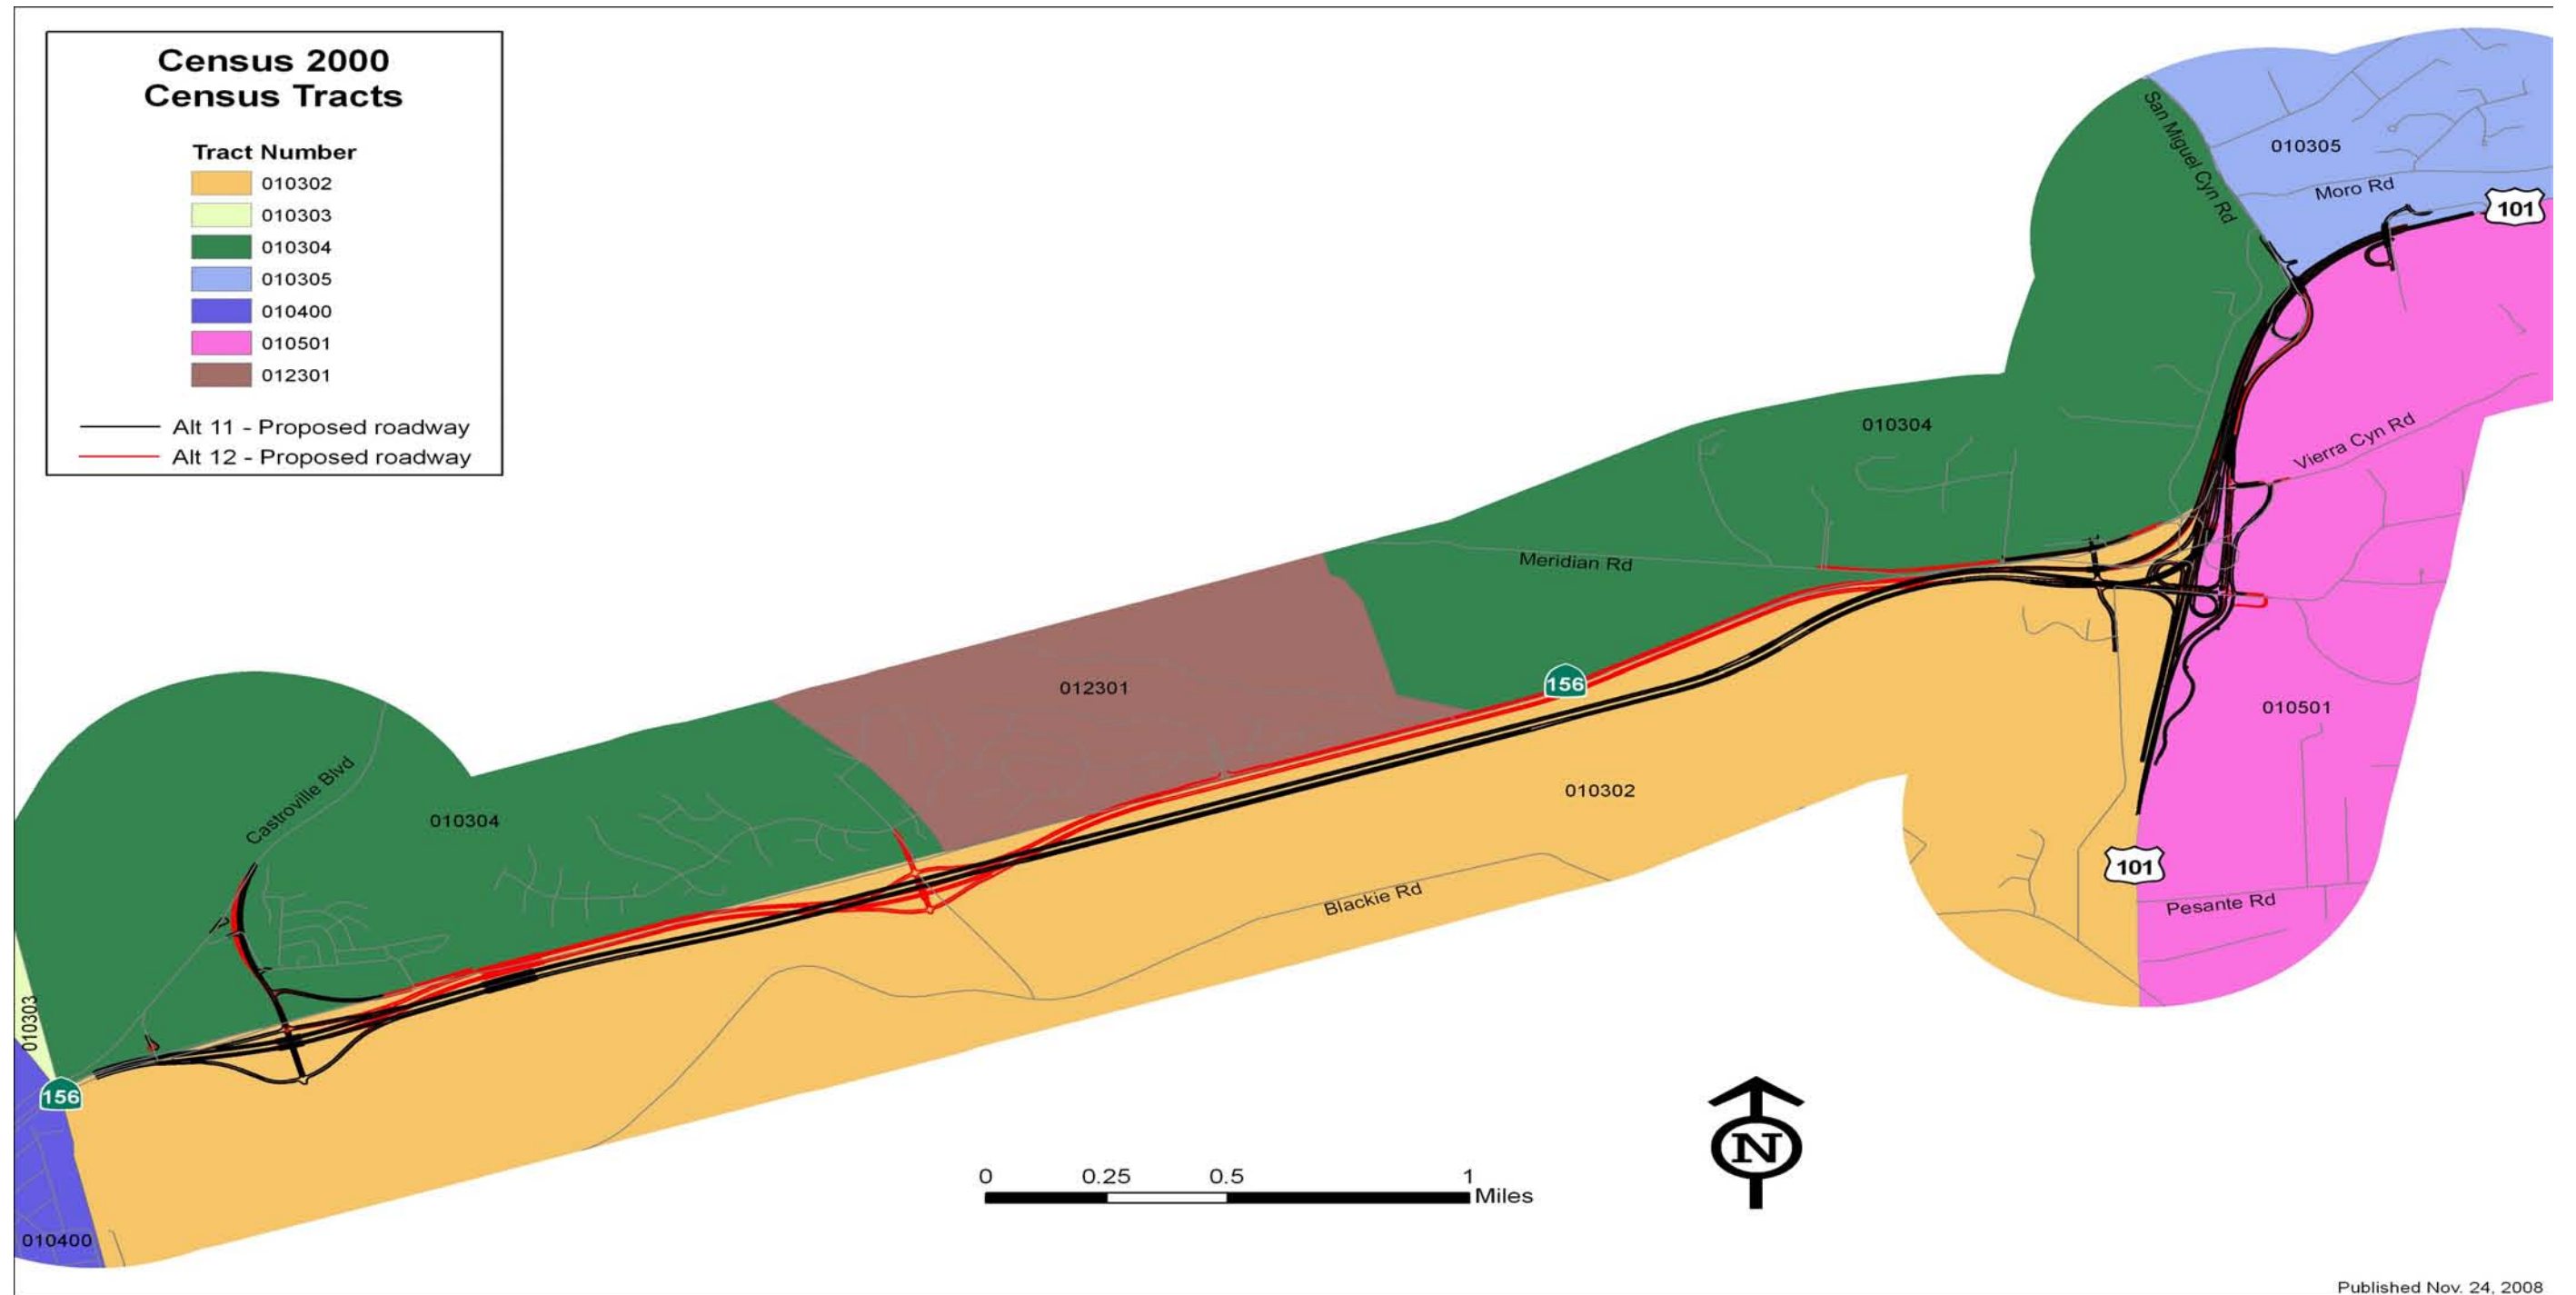 Census 2000
Census Tracts
Tract Number
010302
010303
010304
010305
010400
010501
012301
Alt 11 - Proposed roadway
Alt 12 - Proposed roadway
San Miguel Cyn Rd
010305
Moro Rd
101
010304
Vierra Cyn Rd
Meridian Rd
012301
156
010501
Castroville Blvd
010304
010302
101
Blackie Rd
Pesante Rd
010303
156
010400
N
0 0.25 0.5 1
Miles
Published Nov. 24, 2008